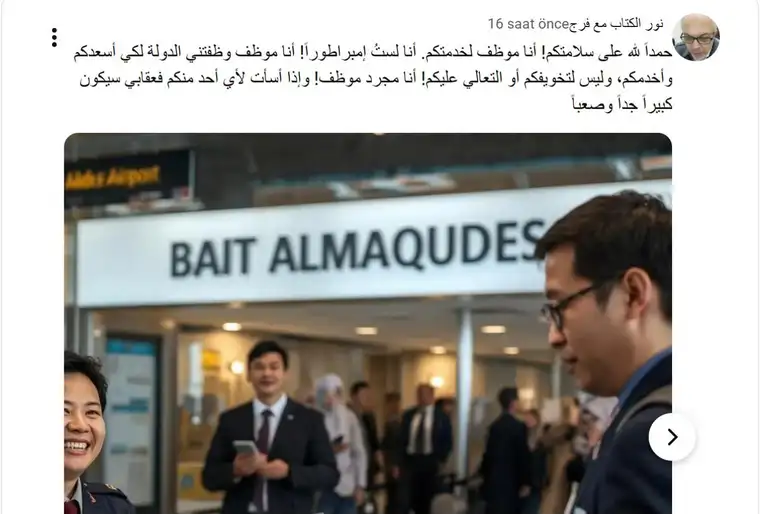 نور الكتاب مع فرج 16 saat önce
حمداً لله على سلامتكم! أنا موظف لخدمتكم. أنا لستُ إمبراطوراً! أنا موظف وظفتني الدولة لكي أسعدكم
وأخدمكم، وليس لتخويفكم أو التعالي عليكم! أنا مجرد موظف! وإذا أسأت لأي أحد منكم فعقابي سيكون
كبيراً جداً وصعباً
Airport
BAIT ALMAQUDES